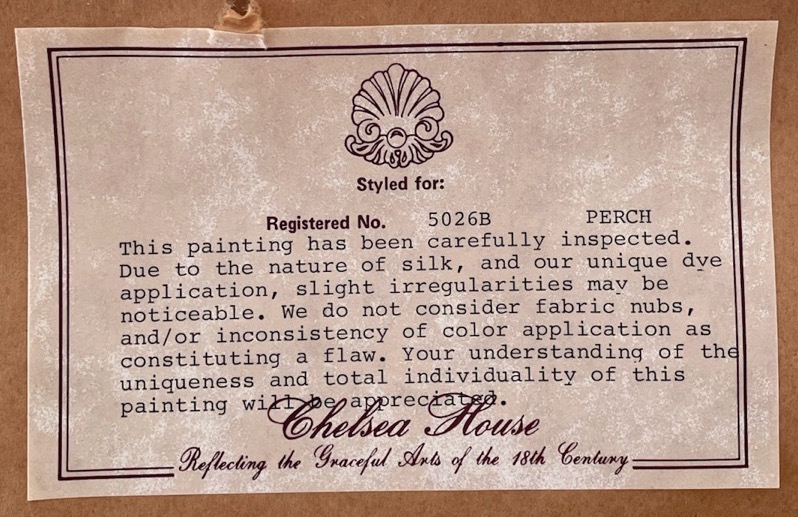 Styled for:
Registered No. 5026B PERCH
This painting has been carefully inspected.
Due to the nature of silk, and our unique dye
application, slight irregularities may be
noticeable. We do not consider fabric nubs,
and/or inconsistency of color application as
constituting a flaw. Your understanding of the
uniqueness and total individuality of this
painting will be appreciated.
Chelsea House
Reflecting the Graceful Arts of the 18th Century